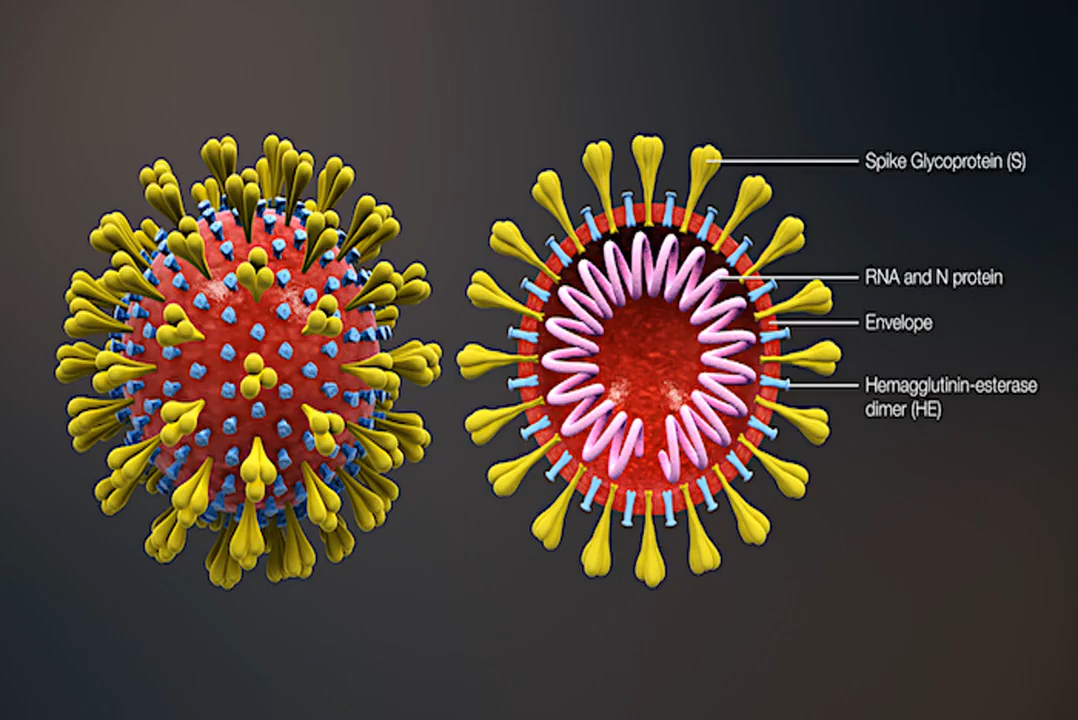 Spike Glycoprotein (S)
RNA and N protein
Envelope
Hemagglutinin-esterase
dimer (HE)